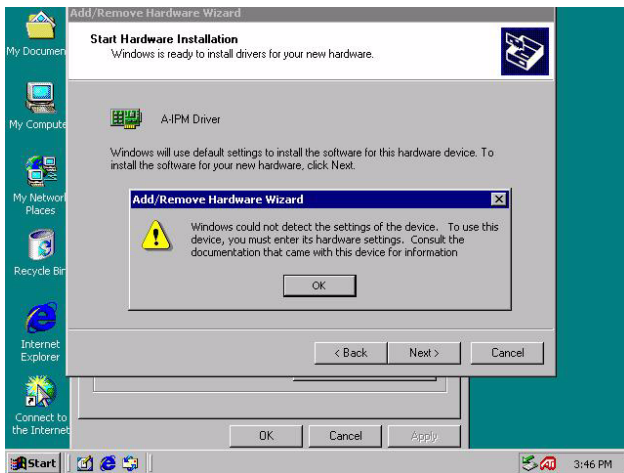 Add/Remove Hardware Wizard
Start Hardware Installation
Windows is ready to install drivers for your new hardware.
A-IPM Driver
Windows will use default settings to install the software for this hardware device. To
install the software for your new hardware, click Next.
Add/Remove Hardware Wizard
Windows could not detect the settings of the device. To use this
device, you must enter its hardware settings. Consult the
documentation that came with this device for information
OK
< Back
Next >
Cancel
OK
Cancel
Apply
My Documen
My Compute
My Network
Places
Recycle Bin
Internet
Explorer
Connect to
the Internet
Start
3:46 PM